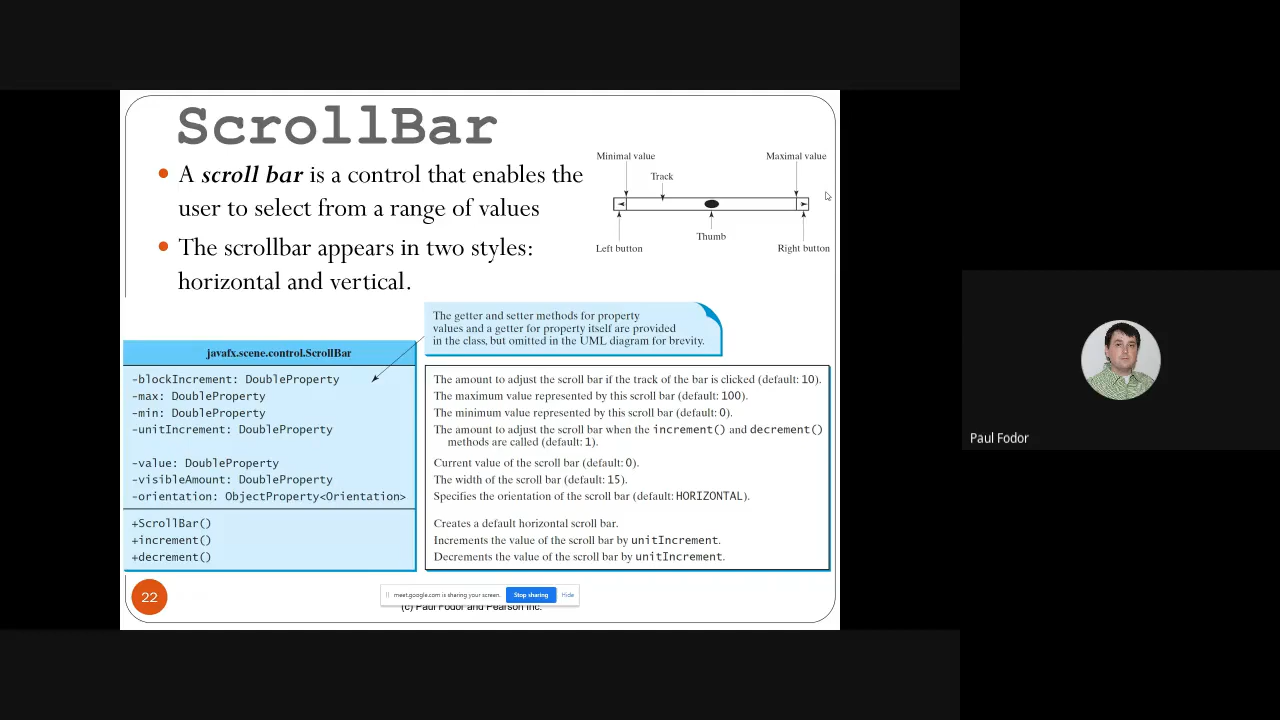 ScrollBar
• A scroll bar is a control that enables the
user to select from a range of values
• The scrollbar appears in two styles:
horizontal and vertical.
Minimal value
Maximal value
Track
Thumb
Left button
Right button
The getter and setter methods for property
values and a getter for property itself are provided
in the class, but omitted in the UML diagram for brevity.
javafx.scene.control.ScrollBar
-blockIncrement: DoubleProperty
-max: DoubleProperty
-min: DoubleProperty
-unitIncrement: DoubleProperty
-value: DoubleProperty
-visibleAmount: DoubleProperty
-orientation: ObjectProperty<Orientation>
+ScrollBar()
+increment()
+decrement()
The amount to adjust the scroll bar if the track of the bar is clicked (default: 10).
The maximum value represented by this scroll bar (default: 100).
The minimum value represented by this scroll bar (default: 0).
The amount to adjust the scroll bar when the increment() and decrement()
methods are called (default: 1).
Current value of the scroll bar (default: 0).
The width of the scroll bar (default: 15).
Specifies the orientation of the scroll bar (default: HORIZONTAL).
Creates a default horizontal scroll bar.
Increments the value of the scroll bar by unitIncrement.
Decrements the value of the scroll bar by unitIncrement.
22
meet.google.com is sharing your screen.
Stop sharing
Hide
(c) Paul Fodor and Pearson Inc.
Paul Fodor